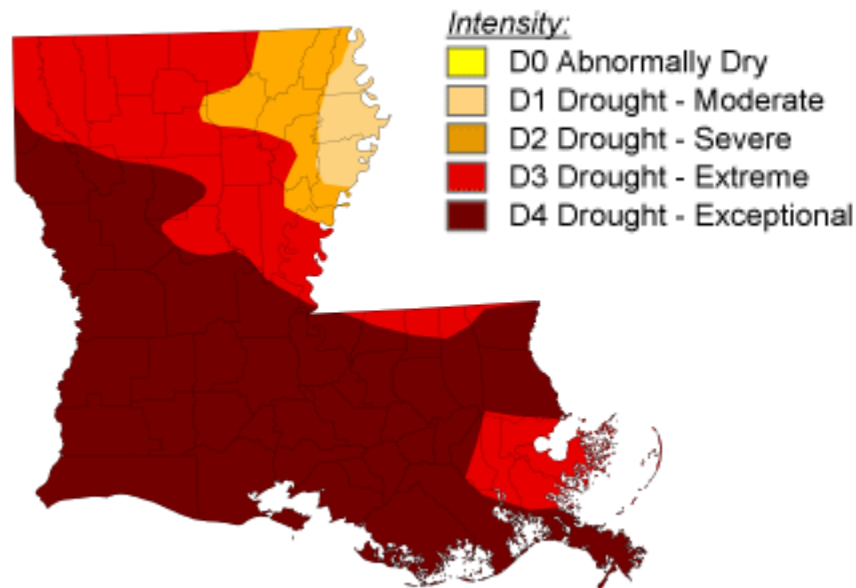 Intensity:
D0 Abnormally Dry
D1 Drought - Moderate
D2 Drought - Severe
D3 Drought - Extreme
D4 Drought - Exceptional